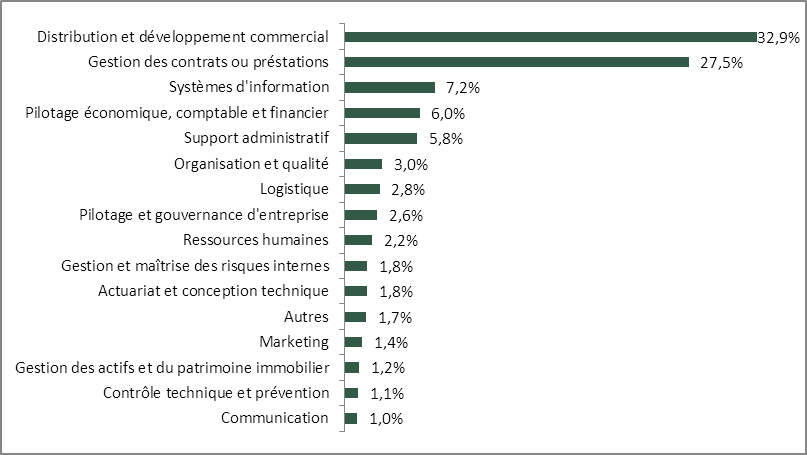 Distribution et développement commercial 32,9%
Gestion des contrats ou préstations 27,5%
Systèmes d'information 7,2%
Pilotage économique, comptable et financier 6,0%
Support administratif 5,8%
Organisation et qualité 3,0%
Logistique 2,8%
Pilotage et gouvernance d'entreprise 2,6%
Ressources humaines 2,2%
Gestion et maîtrise des risques internes 1,8%
Actuariat et conception technique 1,8%
Autres 1,7%
Marketing 1,4%
Gestion des actifs et du patrimoine immobilier 1,2%
Contrôle technique et prévention 1,1%
Communication 1,0%